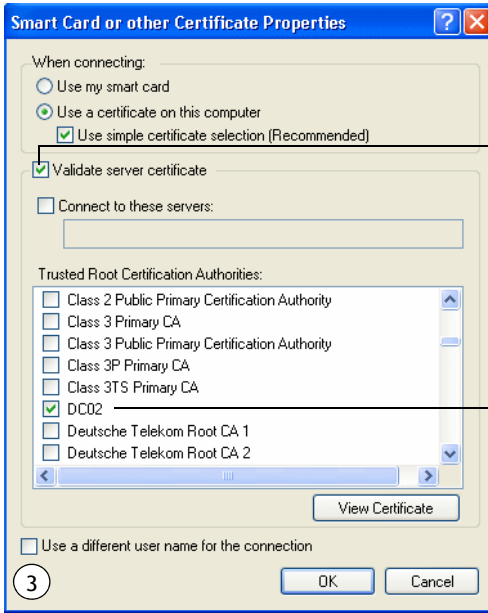 Smart Card or other Certificate Properties
When connecting:
Use my smart card
Use a certificate on this computer
Use simple certificate selection (Recommended)
Validate server certificate
Connect to these servers:
Trusted Root Certification Authorities:
Class 2 Public Primary Certification Authority
Class 3 Primary CA
Class 3 Public Primary Certification Authority
Class 3P Primary CA
Class 3TS Primary CA
DC02
Deutsche Telekom Root CA 1
Deutsche Telekom Root CA 2
View Certificate
Use a different user name for the connection
3 OK Cancel